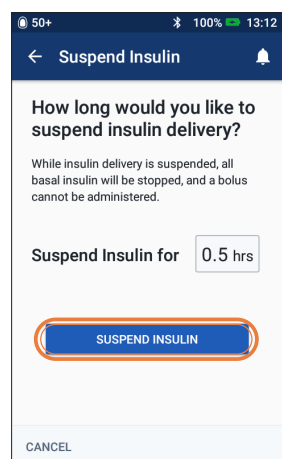 50+ 100% 13:12
Suspend Insulin
How long would you like to
suspend insulin delivery?
While insulin delivery is suspended, all
basal insulin will be stopped, and a bolus
cannot be administered.
Suspend Insulin for 0.5 hrs
SUSPEND INSULIN
CANCEL